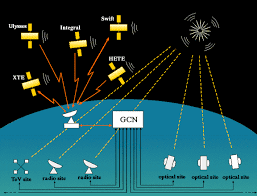 Ulysses
Integral
Swift
XTE
HETE
GCN
TeV site
radio site
radio site
optical site
optical site
optical site